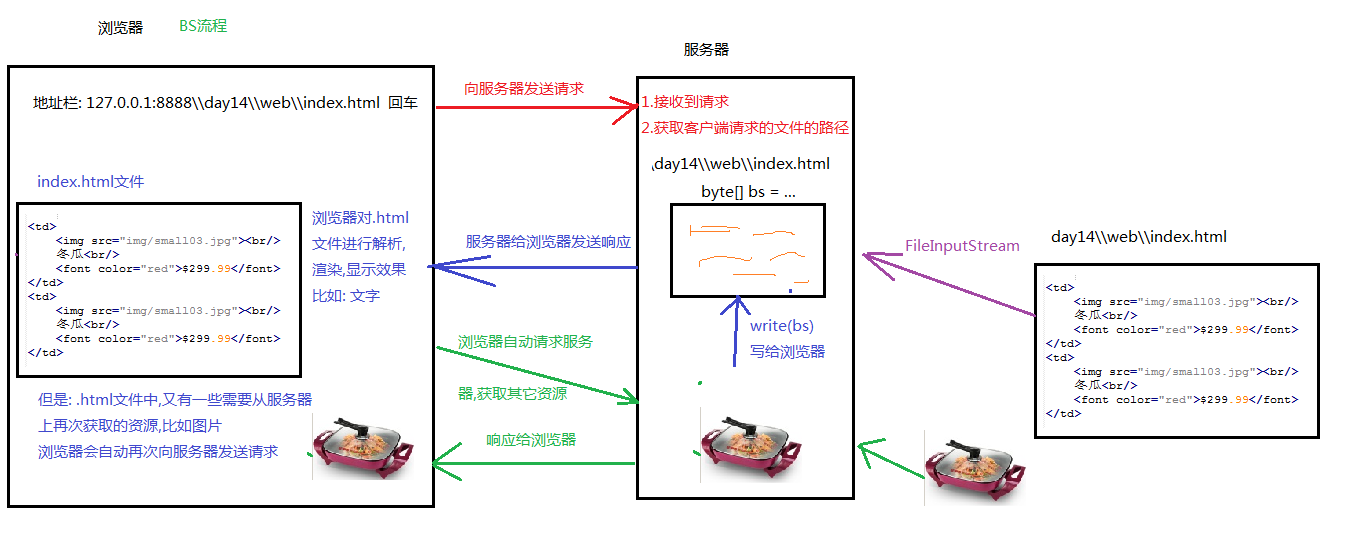 浏览器
BS流程
服务器
地址栏: 127.0.0.1:8888\\day14\\web\\index.html 回车
向服务器发送请求
1.接收到请求
2.获取客户端请求的文件的路径
\day14\\web\\index.html
byte[] bs = ...
index.html文件
<td>
<img src="img/small03.jpg"><br/>
冬瓜<br/>
<font color="red">$299.99</font>
</td>
<td>
<img src="img/small03.jpg"><br/>
冬瓜<br/>
<font color="red">$299.99</font>
</td>
浏览器对.html
文件进行解析,
渲染,显示效果
比如: 文字
服务器给浏览器发送响应
FileInputStream
day14\\web\\index.html
<td>
<img src="img/small03.jpg"><br/>
冬瓜<br/>
<font color="red">$299.99</font>
</td>
<td>
<img src="img/small03.jpg"><br/>
冬瓜<br/>
<font color="red">$299.99</font>
</td>
write(bs)
写给浏览器
浏览器自动请求服务
器,获取其它资源
但是: .html文件中,又有一些需要从服务器
上再次获取的资源,比如图片
浏览器会自动再次向服务器发送请求
响应给浏览器